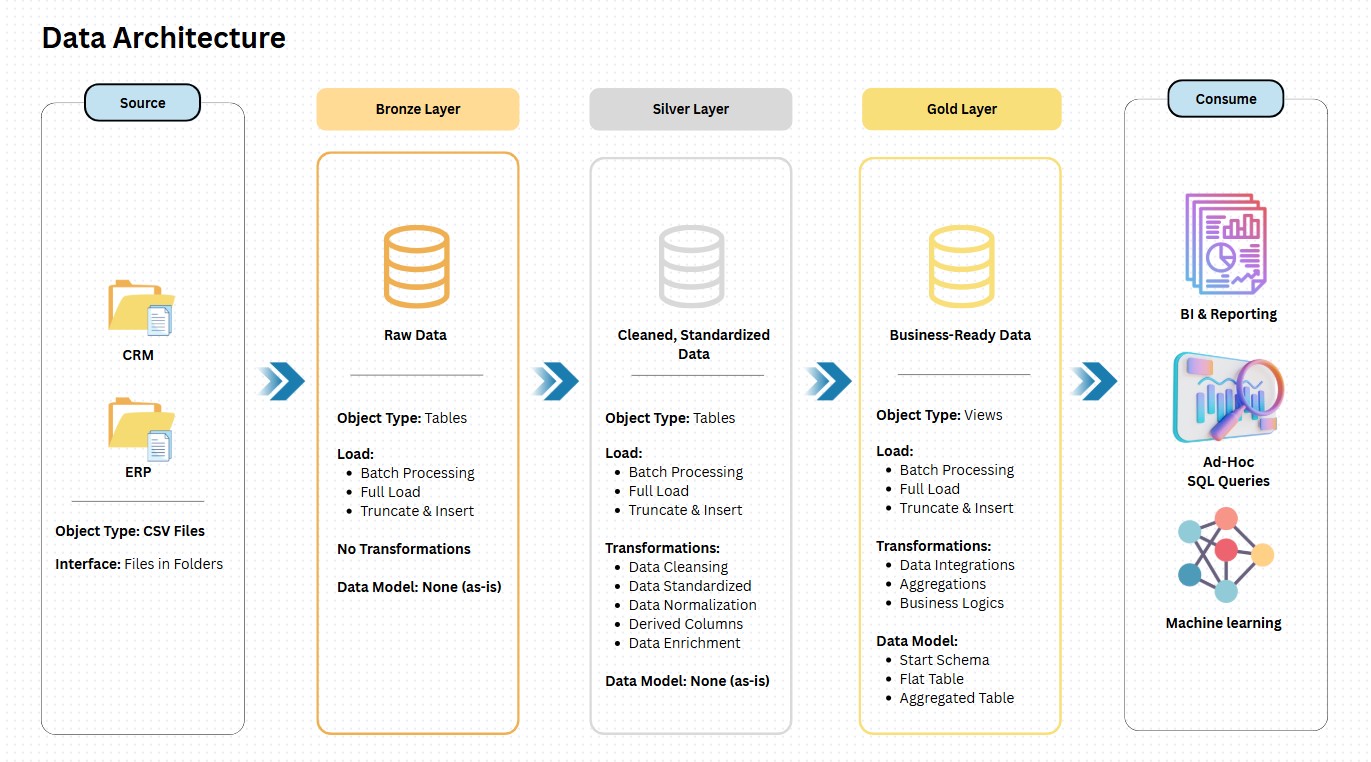 Data Architecture
Source
CRM
ERP
Object Type: CSV Files
Interface: Files in Folders
Bronze Layer
Raw Data
Object Type: Tables
Load:
• Batch Processing
• Full Load
• Truncate & Insert
No Transformations
Data Model: None (as-is)
Silver Layer
Cleaned, Standardized
Data
Object Type: Tables
Load:
• Batch Processing
• Full Load
• Truncate & Insert
Transformations:
• Data Cleansing
• Data Standardized
• Data Normalization
• Derived Columns
• Data Enrichment
Data Model: None (as-is)
Gold Layer
Business-Ready Data
Object Type: Views
Load:
• Batch Processing
• Full Load
• Truncate & Insert
Transformations:
• Data Integrations
• Aggregations
• Business Logics
Data Model:
• Start Schema
• Flat Table
• Aggregated Table
Consume
BI & Reporting
Ad-Hoc
SQL Queries
Machine learning